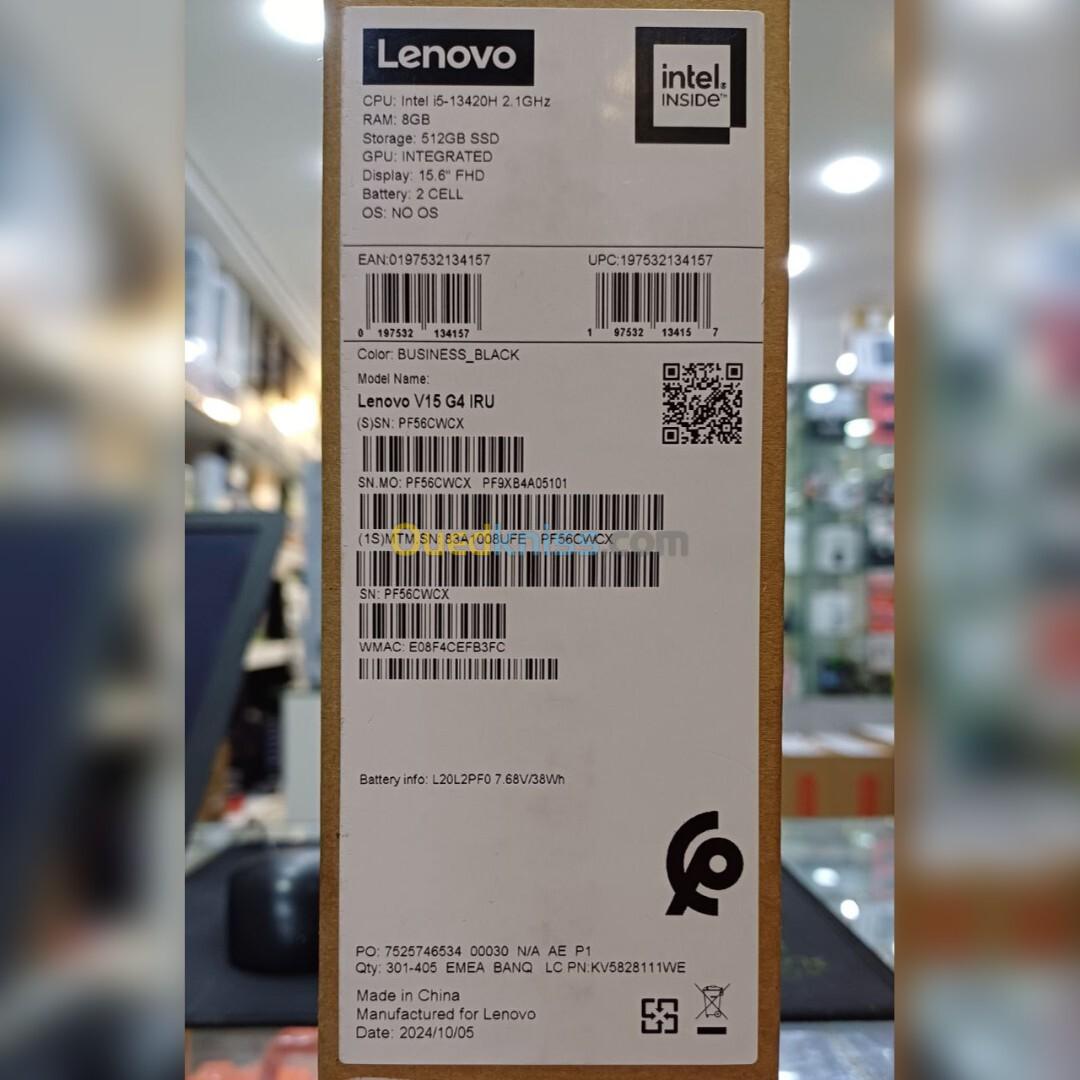 Lenovo
intel.
INSIDE™
CPU: Intel i5-13420H 2.1GHz
RAM: 8GB
Storage: 512GB SSD
GPU: INTEGRATED
Display: 15.6" FHD
Battery: 2 CELL
OS: NO OS
EAN:0197532134157
UPC:197532134157
0 197532 134157
1 97532 13415 7
Color: BUSINESS_BLACK
Model Name:
Lenovo V15 G4 IRU
(S)SN: PF56CWCX
SN.MO: PF56CWCX PF9XB4A05101
(1S)MTM.SN: 83A1008UFE PF56CWCX
Ouedkniss.com
SN: PF56CWCX
WMAC: E08F4CEFB3FC
Battery info: L20L2PF0 7.68V/38Wh
PO: 7525746534 00030 N/A AE P1
Qty: 301-405 EMEA BANQ LC PN:KV5828111WE
Made in China
Manufactured for Lenovo
Date: 2024/10/05